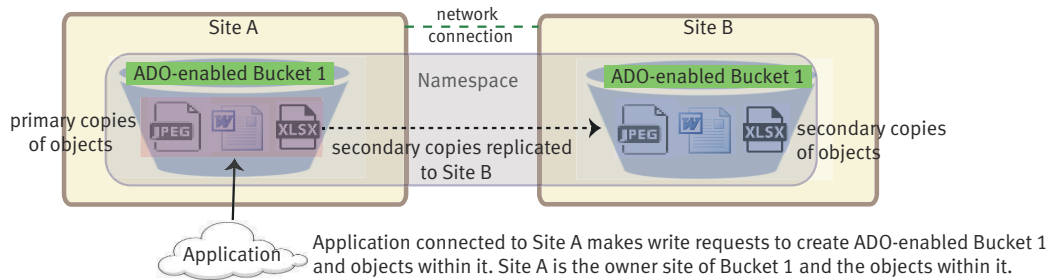 Site A
network
connection
Site B
ADO-enabled Bucket 1
Namespace
ADO-enabled Bucket 1
primary copies
of objects
JPEG
W
XLSX
JPEG
W
XLSX
secondary copies
of objects
secondary copies replicated
to Site B
Application
Application connected to Site A makes write requests to create ADO-enabled Bucket 1
and objects within it. Site A is the owner site of Bucket 1 and the objects within it.